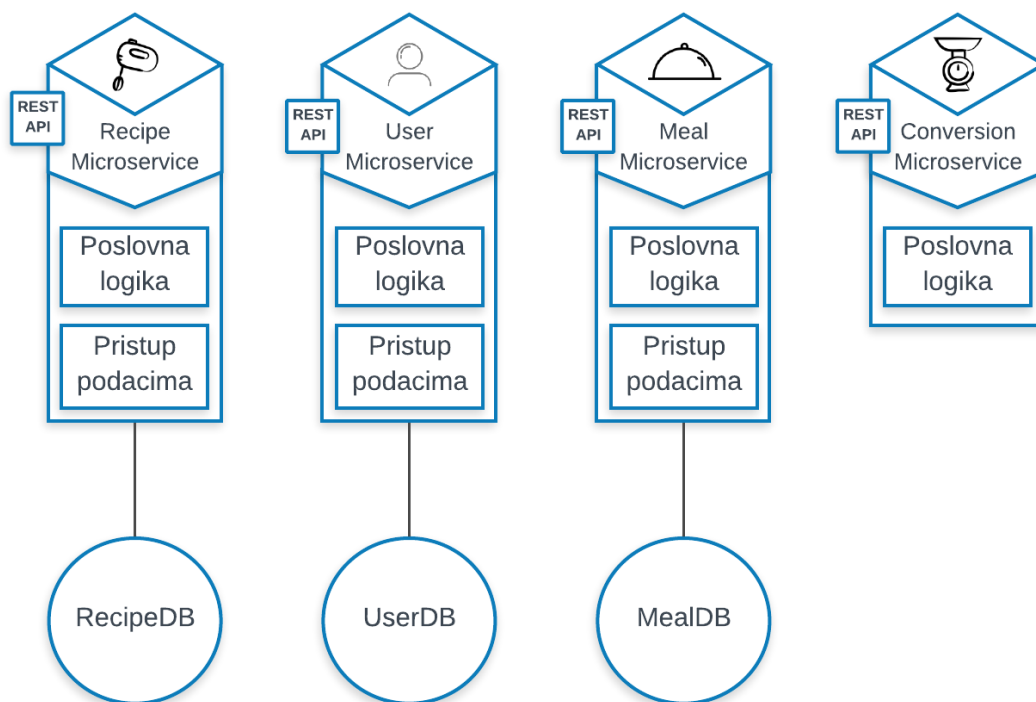 REST
API
Recipe
Microservice
Poslovna
logika
Pristup
podacima
RecipeDB
REST
API
User
Microservice
Poslovna
logika
Pristup
podacima
UserDB
REST
API
Meal
Microservice
Poslovna
logika
Pristup
podacima
MealDB
REST
API
Conversion
Microservice
Poslovna
logika